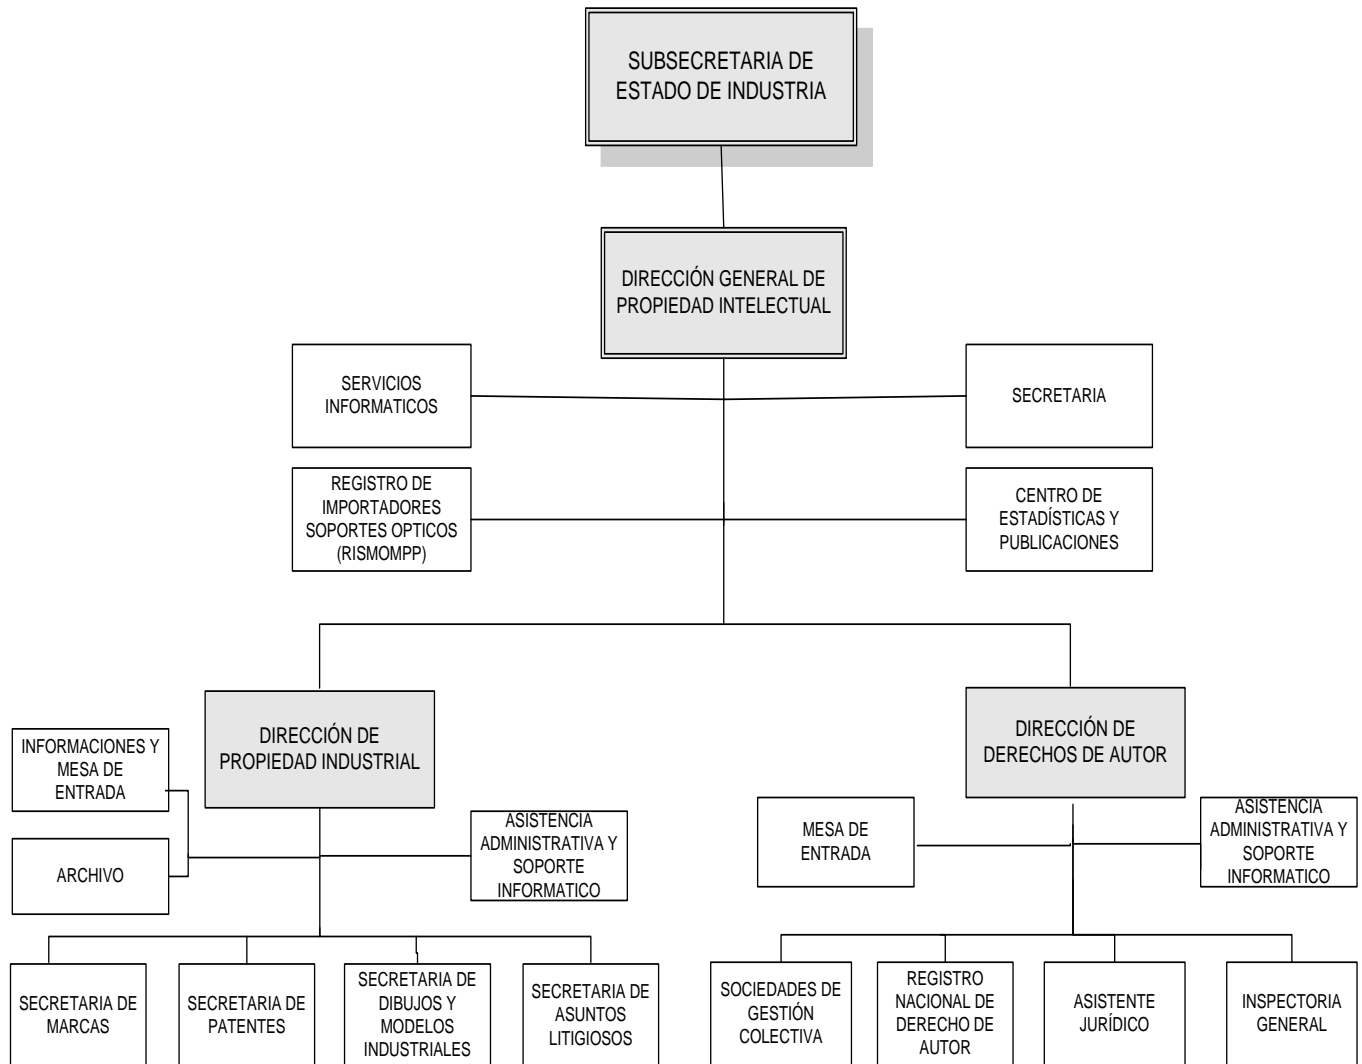 SUBSECRETARIA DE
ESTADO DE INDUSTRIA
DIRECCIÓN GENERAL DE
PROPIEDAD INTELECTUAL
SERVICIOS
INFORMATICOS
SECRETARIA
REGISTRO DE
IMPORTADORES
SOPORTES OPTICOS
(RISMOMPP)
CENTRO DE
ESTADÍSTICAS Y
PUBLICACIONES
DIRECCIÓN DE
PROPIEDAD INDUSTRIAL
DIRECCIÓN DE
DERECHOS DE AUTOR
INFORMACIONES Y
MESA DE
ENTRADA
ARCHIVO
ASISTENCIA
ADMINISTRATIVA Y
SOPORTE
INFORMATICO
MESA DE
ENTRADA
ASISTENCIA
ADMINISTRATIVA Y
SOPORTE
INFORMATICO
SECRETARIA DE
MARCAS
SECRETARIA DE
PATENTES
SECRETARIA DE
DIBUJOS Y
MODELOS
INDUSTRIALES
SECRETARIA DE
ASUNTOS
LITIGIOSOS
SOCIEDADES DE
GESTIÓN
COLECTIVA
REGISTRO
NACIONAL DE
DERECHO DE
AUTOR
ASISTENTE
JURÍDICO
INSPECTORIA
GENERAL